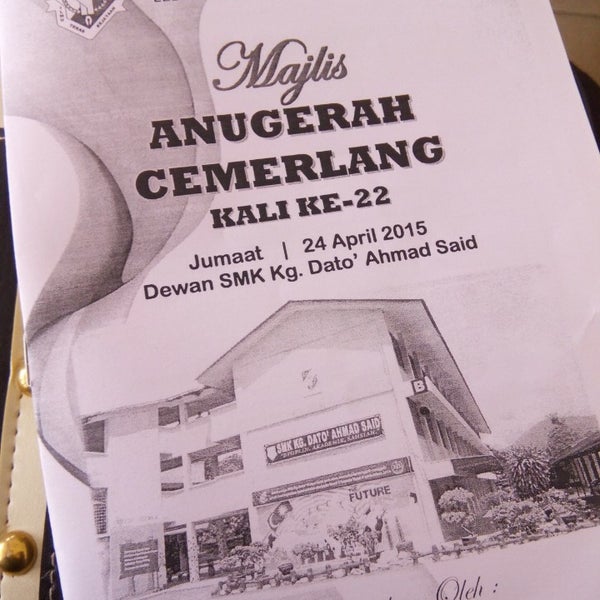 Majlis
ANUGERAH
CEMERLANG
KALI KE-22
Jumaat | 24 April 2015
Dewan SMK Kg. Dato' Ahmad Said
B
SMK KG. DATO' AHMAD SAID
FUTURE
Oleh :